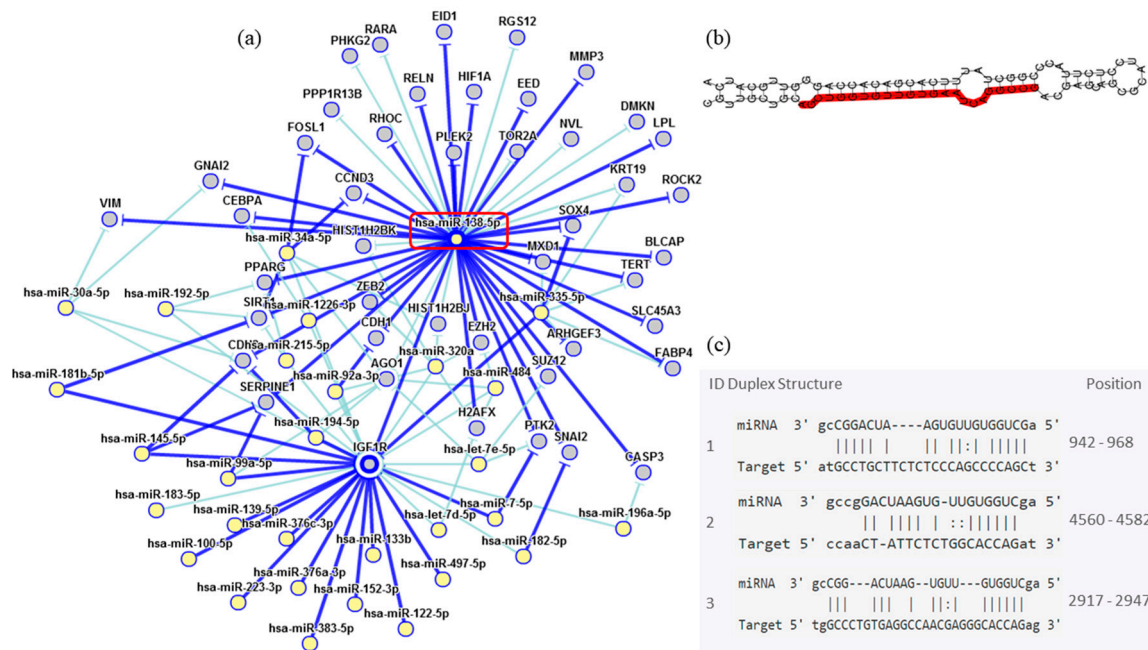 (a)
(b)
EID1
RGS12
RARA
PHKG2
RELN
HIF1A
MMP3
EED
PPP1R13B
DMKN
RHOC
FOSL1
PLEK2
TOR2A
NVL
LPL
GNAI2
CCND3
KRT19
ROCK2
CEBPA
VIM
hsa-miR-138-5p
SOX4
hsa-miR-34a-5p
HIST1H2BK
MXD1
BLCAP
PPARG
TERT
hsa-miR-30a-5p
hsa-miR-192-5p
ZEB2
hsa-miR-335-5p
SIRT1
hsa-miR-1226-3p
HIST1H2BJ
SLC45A3
CDH1
EZH2
ARHGEF3
hsa-miR-215-5p
hsa-miR-320a
FABP4
AGO1
SUZ12
hsa-miR-181b-5p
hsa-miR-92a-3p
hsa-miR-484
SERPINE1
H2AFX
hsa-miR-194-5p
PTK2
hsa-miR-145-5p
IGF1R
SNAI2
hsa-let-7e-5p
CASP3
hsa-miR-99a-5p
hsa-miR-183-5p
hsa-miR-7-5p
hsa-miR-139-5p
hsa-let-7d-5p
hsa-miR-196a-5p
hsa-miR-376c-3p
hsa-miR-100-5p
hsa-miR-133b
hsa-miR-182-5p
hsa-miR-497-5p
hsa-miR-376a-3p
hsa-miR-223-3p
hsa-miR-152-3p
hsa-miR-122-5p
hsa-miR-383-5p
(c)
ID Duplex Structure Position
miRNA 3' gcCGGACUA----AGUGUUGUGGUCGa 5'
1 ||||| | || ||:| ||||| 942 - 968
Target 5' atGCCTGCTTCTCTCCCAGCCCCAGCt 3'
miRNA 3' gccgGACUAAGUG-UUGUGGUCga 5'
2 || |||| | ::|||||| 4560 - 4582
Target 5' ccaaCT-ATTCTCTGGCACCAGat 3'
miRNA 3' gcCGG---ACUAAG--UGUU---GUGGUCga 5'
3 ||| ||| | ||:| |||||| 2917 - 2947
Target 5' tgGCCCTGTGAGGCCAACGAGGGCACCAGag 3'